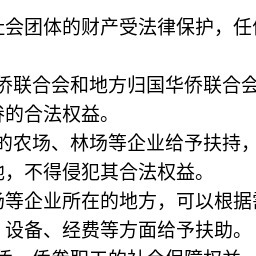 社会团体的财产受法律保护，任何
侨联合会和地方归国华侨联合会
眷的合法权益。
的农场、林场等企业给予扶持，
地，不得侵犯其合法权益。
场等企业所在的地方，可以根据需
、设备、经费等方面给予扶助。